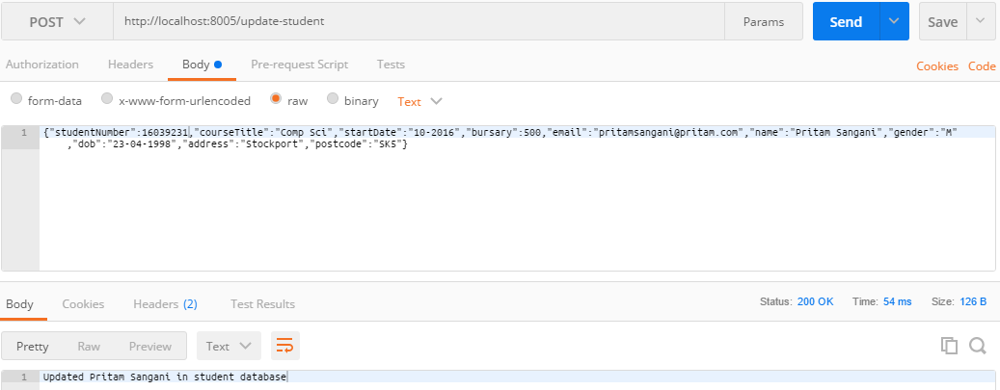 POST http://localhost:8005/update-student Params Send Save
Authorization Headers Body Pre-request Script Tests Cookies Code
form-data x-www-form-urlencoded raw binary Text
1 {"studentNumber":16039231,"courseTitle":"Comp Sci","startDate":"10-2016","bursary":500,"email":"pritamsangani@pritam.com","name":"Pritam Sangani","gender":"M"
,"dob":"23-04-1998","address":"Stockport","postcode":"SK5"}
Body Cookies Headers (2) Test Results Status: 200 OK Time: 54 ms Size: 126 B
Pretty Raw Preview Text
1 Updated Pritam Sangani in student database